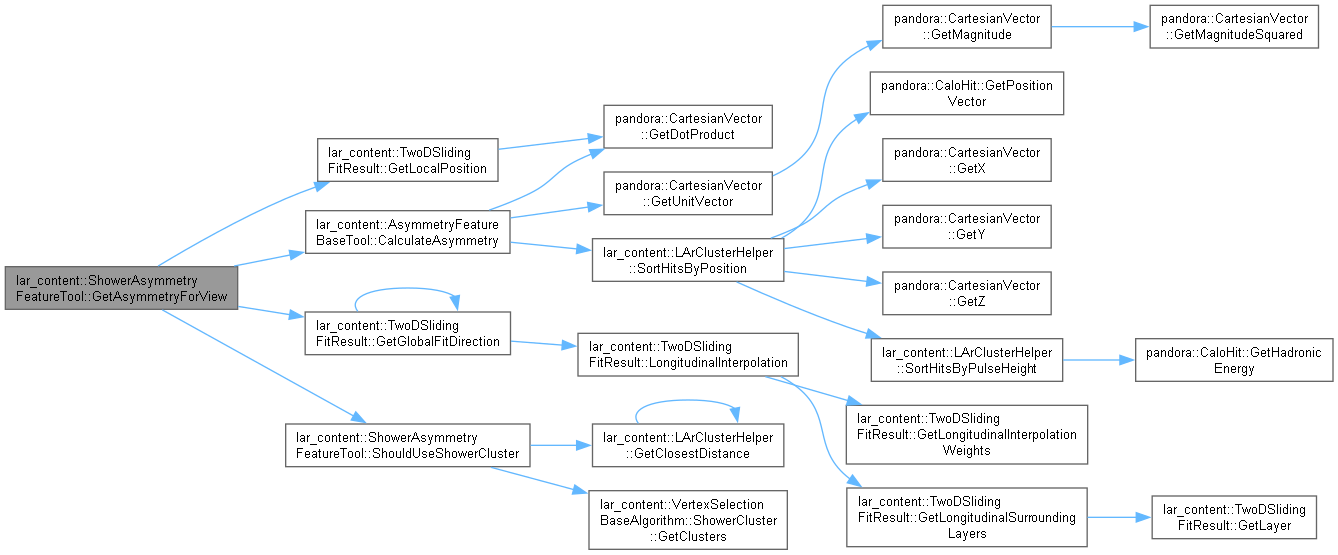 lar_content::ShowerAsymmetry
FeatureTool::GetAsymmetryForView
lar_content::TwoDSliding
FitResult::GetLocalPosition
pandora::CartesianVector
::GetDotProduct
lar_content::AsymmetryFeature
BaseTool::CalculateAsymmetry
pandora::CartesianVector
::GetUnitVector
pandora::CartesianVector
::GetMagnitude
pandora::CartesianVector
::GetMagnitudeSquared
lar_content::LArClusterHelper
::SortHitsByPosition
pandora::CaloHit::GetPosition
Vector
pandora::CartesianVector
::GetX
pandora::CartesianVector
::GetY
pandora::CartesianVector
::GetZ
lar_content::LArClusterHelper
::SortHitsByPulseHeight
pandora::CaloHit::GetHadronic
Energy
lar_content::TwoDSliding
FitResult::GetGlobalFitDirection
lar_content::TwoDSliding
FitResult::LongitudinalInterpolation
lar_content::TwoDSliding
FitResult::GetLongitudinalInterpolation
Weights
lar_content::TwoDSliding
FitResult::GetLongitudinalSurrounding
Layers
lar_content::TwoDSliding
FitResult::GetLayer
lar_content::ShowerAsymmetry
FeatureTool::ShouldUseShowerCluster
lar_content::LArClusterHelper
::GetClosestDistance
lar_content::VertexSelection
BaseAlgorithm::ShowerCluster
::GetClusters